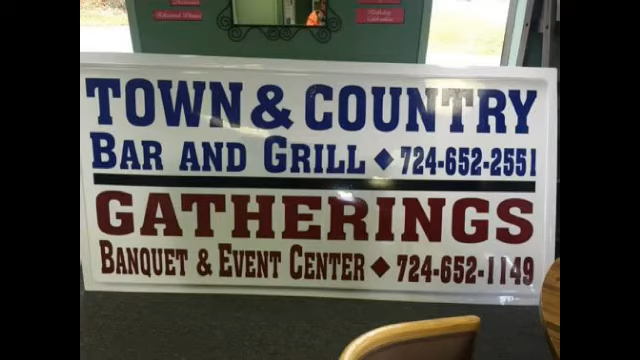 TOWN & COUNTRY
BAR AND GRILL ◆ 724-652-2551
GATHERINGS
BANQUET & EVENT CENTER ◆ 724-652-1149